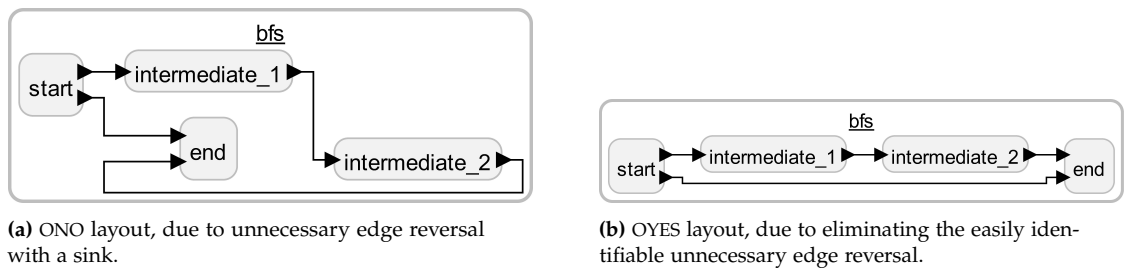 bfs
start
intermediate_1
end
intermediate_2
(a) ONO layout, due to unnecessary edge reversal
with a sink.
bfs
start
intermediate_1
intermediate_2
end
(b) OYES layout, due to eliminating the easily iden-
tifiable unnecessary edge reversal.